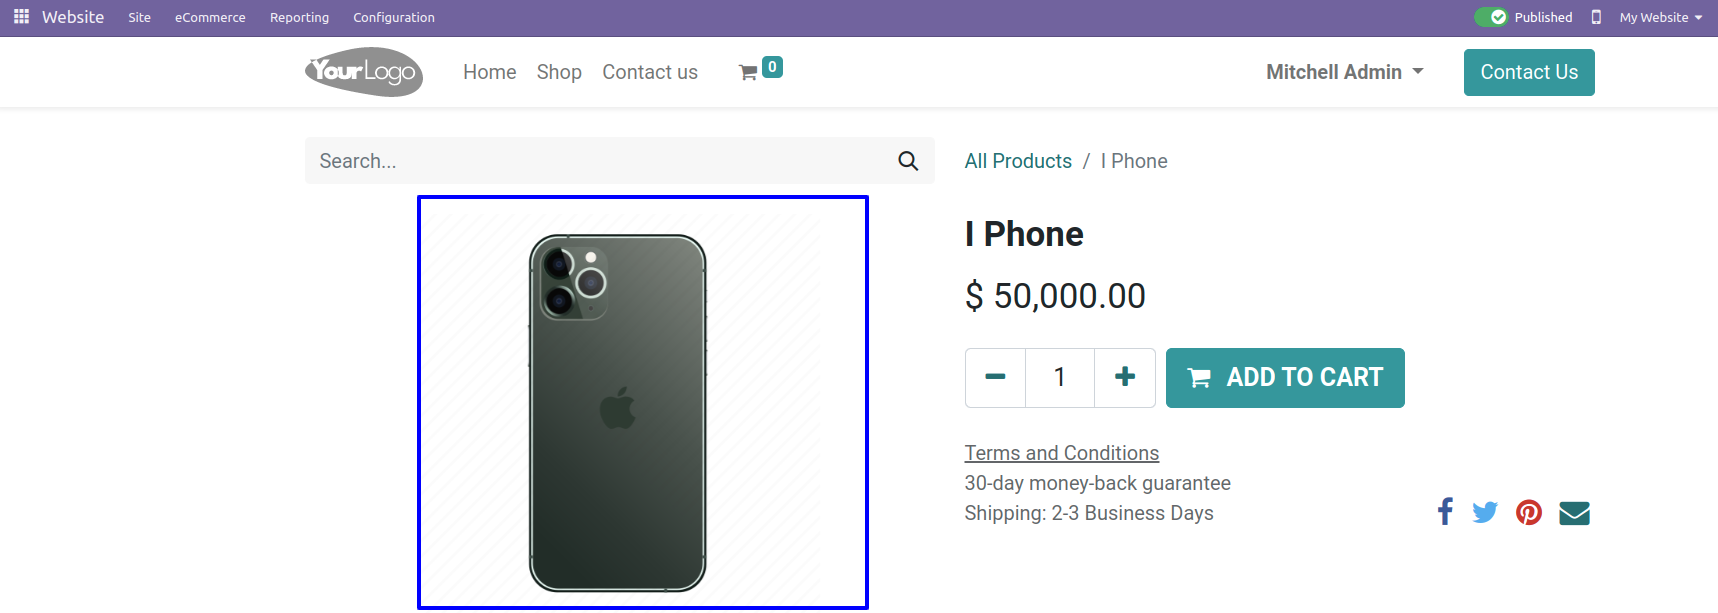 Website Site eCommerce Reporting Configuration Published My Website
YourLogo Home Shop Contact us 0 Mitchell Admin Contact Us
Search... All Products / I Phone
I Phone
$ 50,000.00
1 ADD TO CART
Terms and Conditions
30-day money-back guarantee
Shipping: 2-3 Business Days